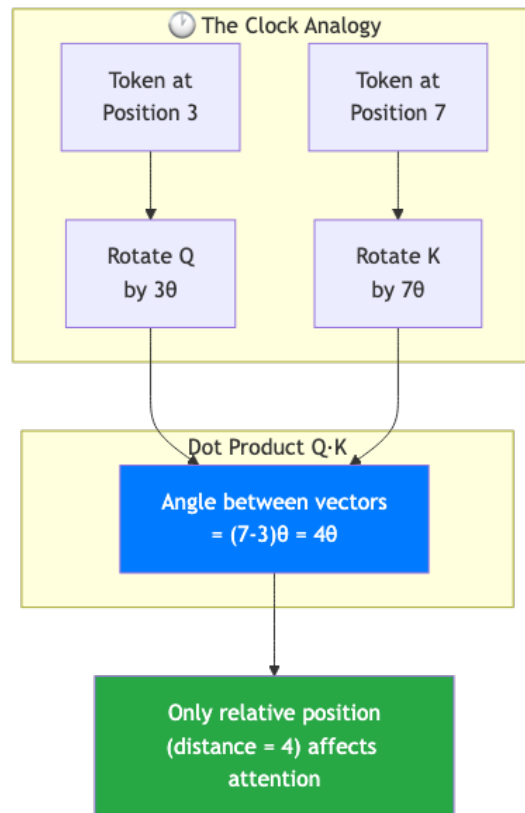 🕐 The Clock Analogy
Token at
Position 3
Token at
Position 7
Rotate Q
by 3θ
Rotate K
by 7θ
Dot Product Q·K
Angle between vectors
= (7-3)θ = 4θ
Only relative position
(distance = 4) affects
attention